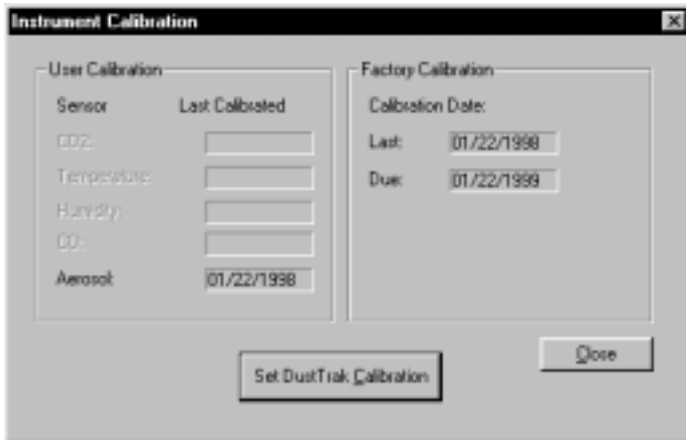 Instrument Calibration
User Calibration
Sensor Last Calibrated
CO2:
Temperature:
Humidity:
CO:
Aerosol: 01/22/1998
Factory Calibration
Calibration Date:
Last: 01/22/1998
Due: 01/22/1999
Set DustTrak Calibration
Close